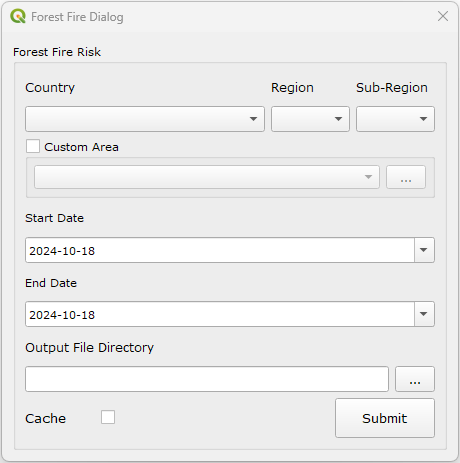 Forest Fire Dialog
Forest Fire Risk
Country Region Sub-Region
Custom Area
...
Start Date
2024-10-18
End Date
2024-10-18
Output File Directory
...
Cache Submit